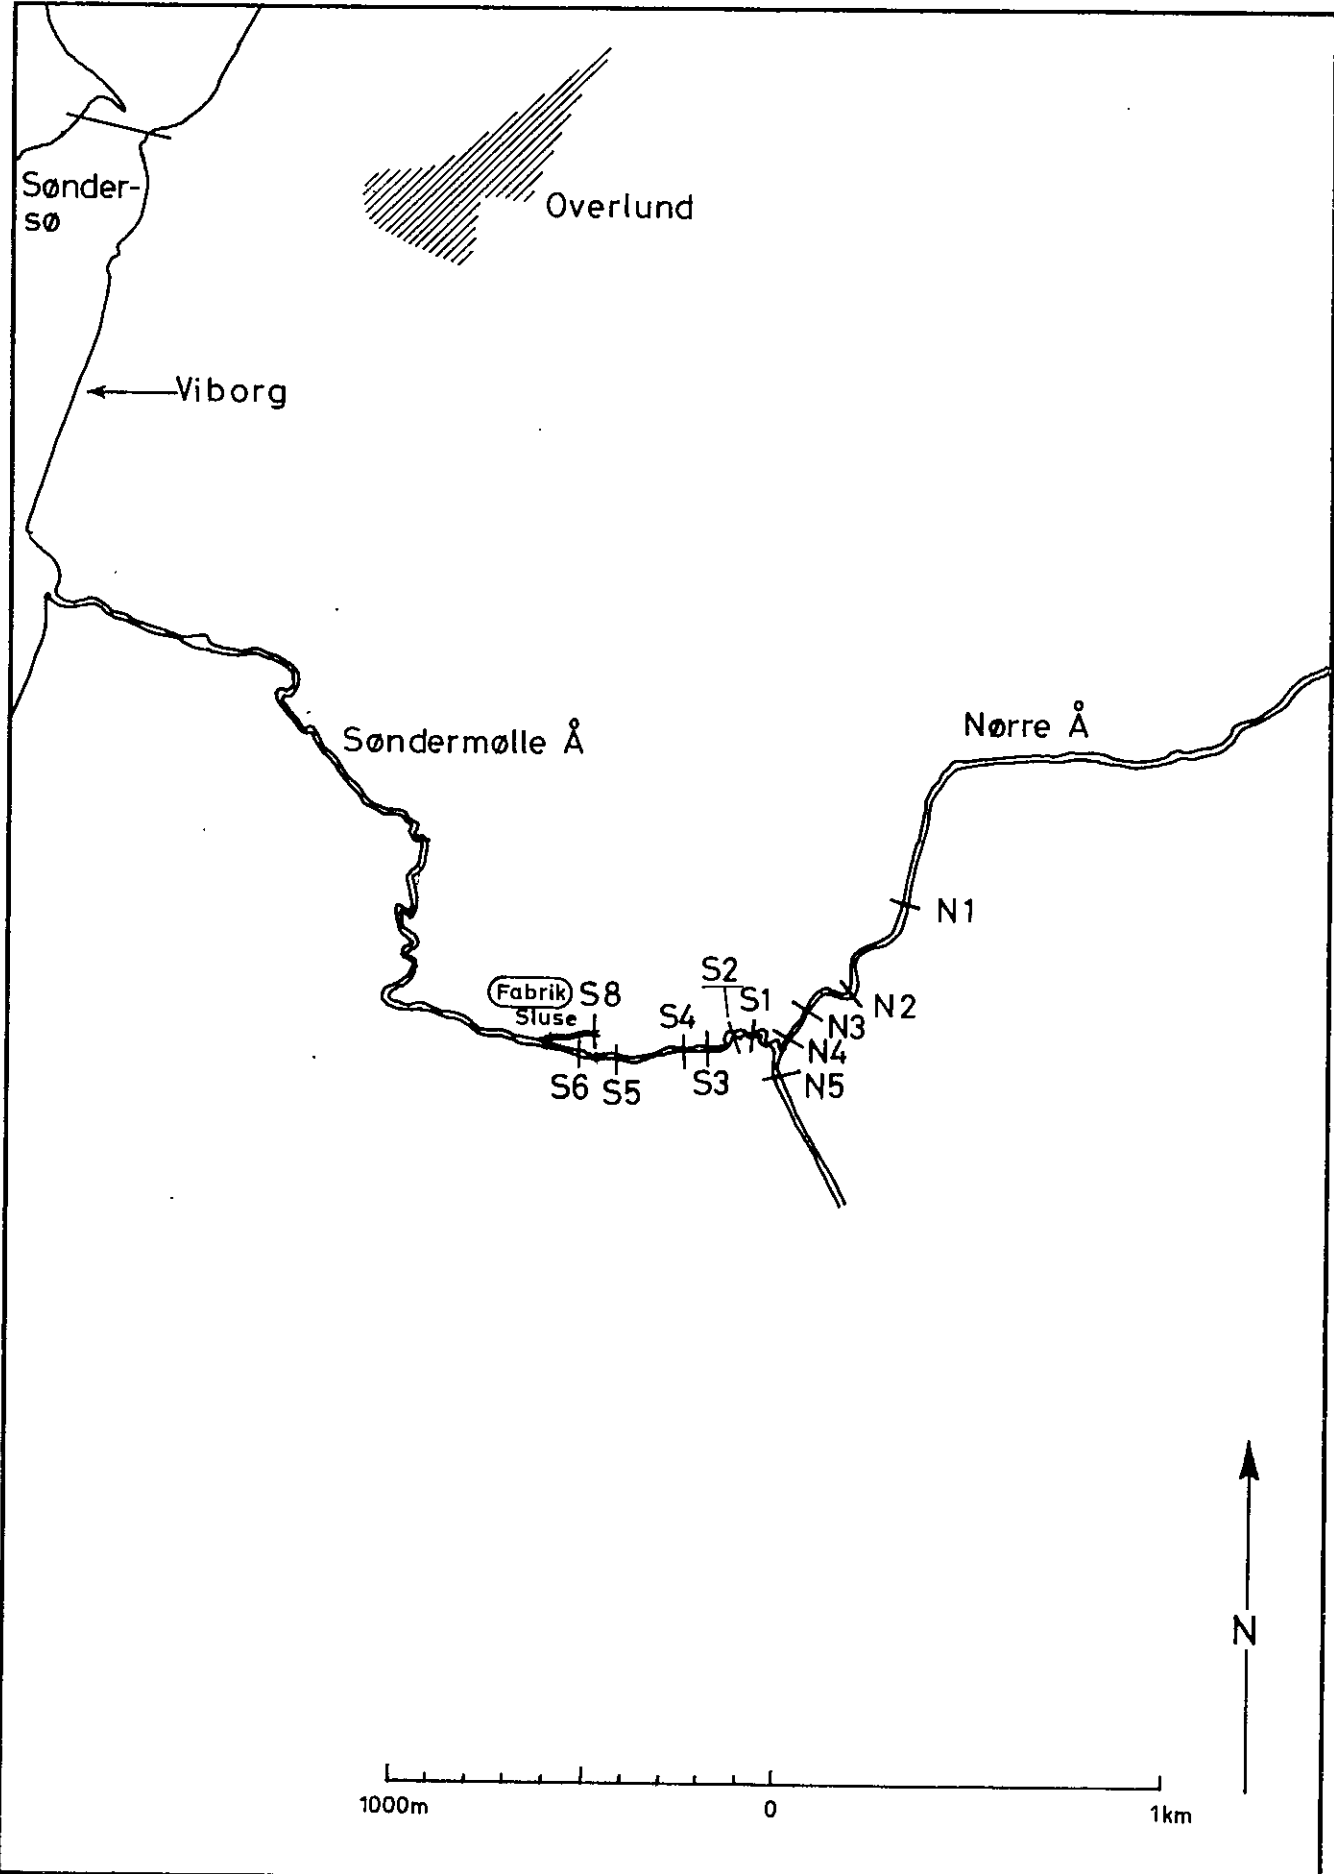 Sønder-
sø
Overlund
Viborg
Søndermølle Å
Nørre Å
N1
Fabrik
Sluse
S8
S2
S1
N2
S4
N3
N4
S6
S5
S3
N5
N
1000m
0
1km